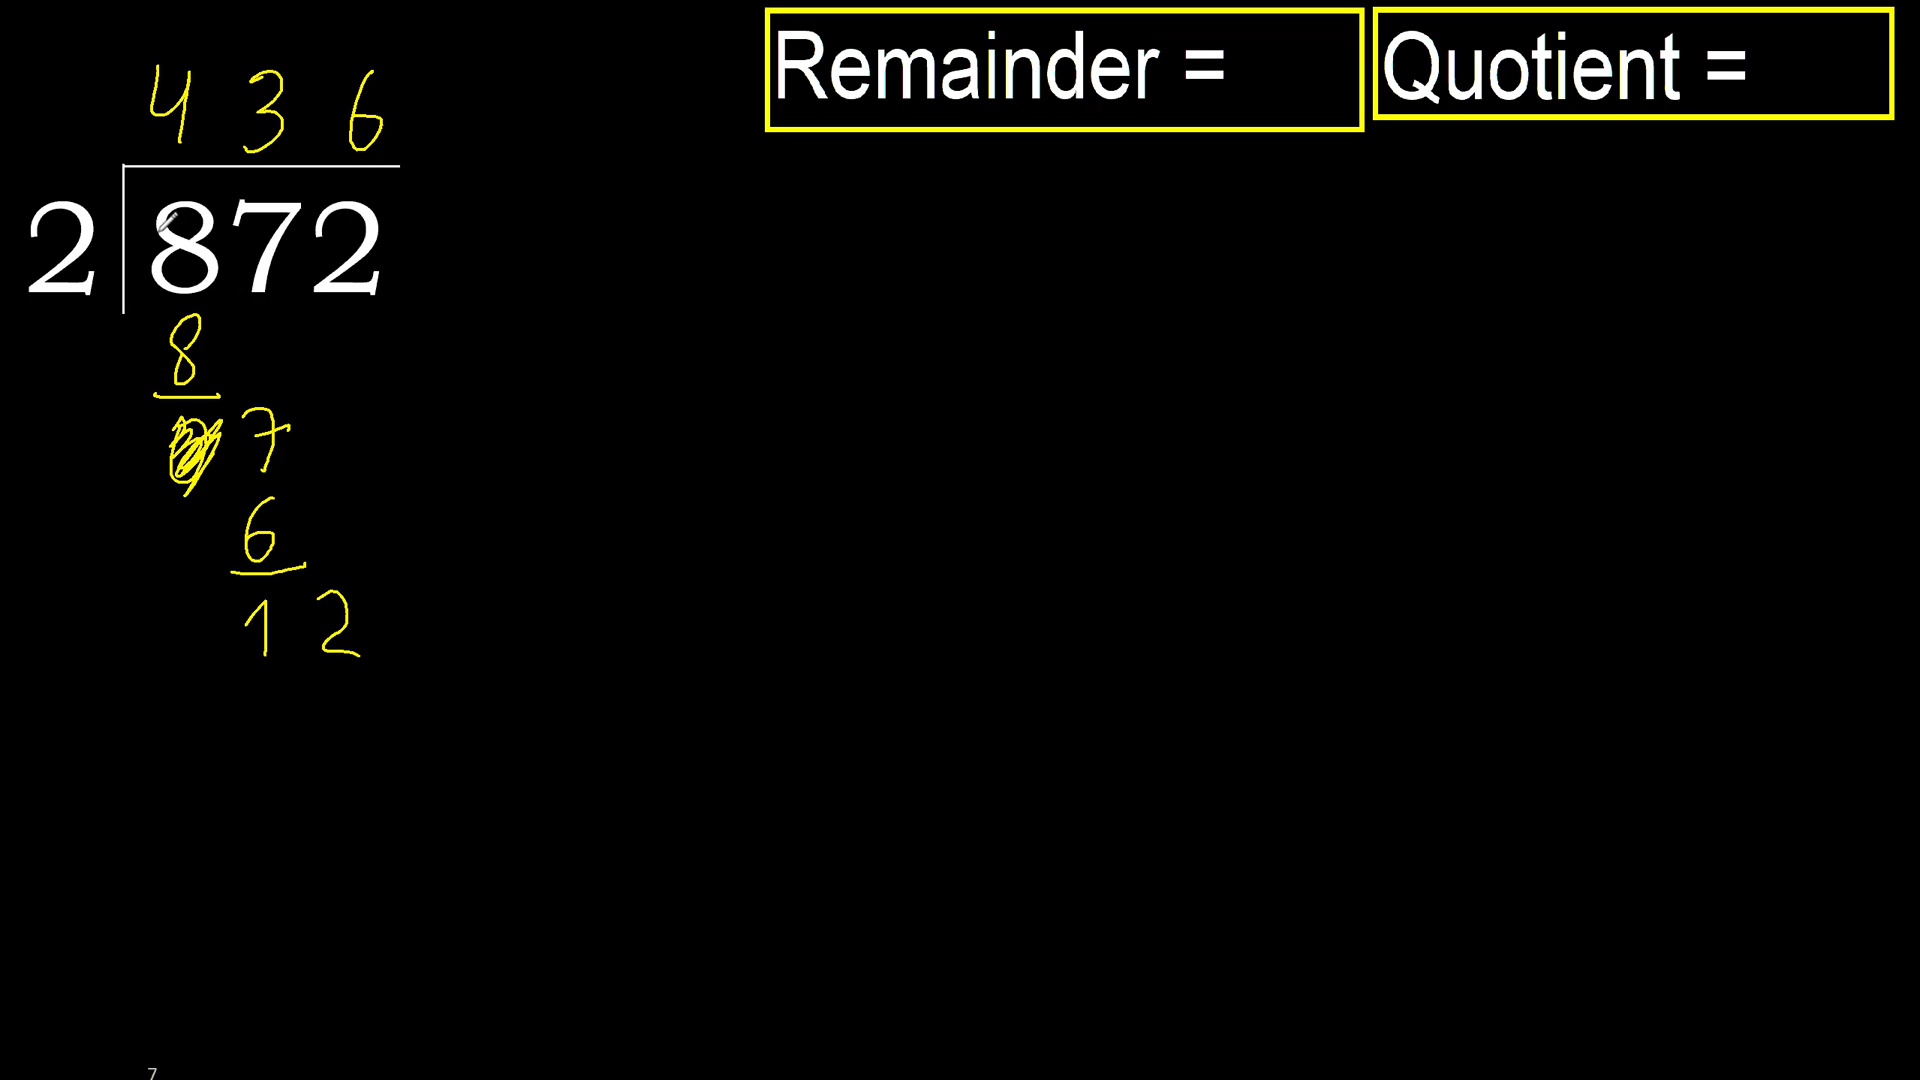 Remainder =
Quotient =
4 3 6
2 872
8
7
6
1 2
7